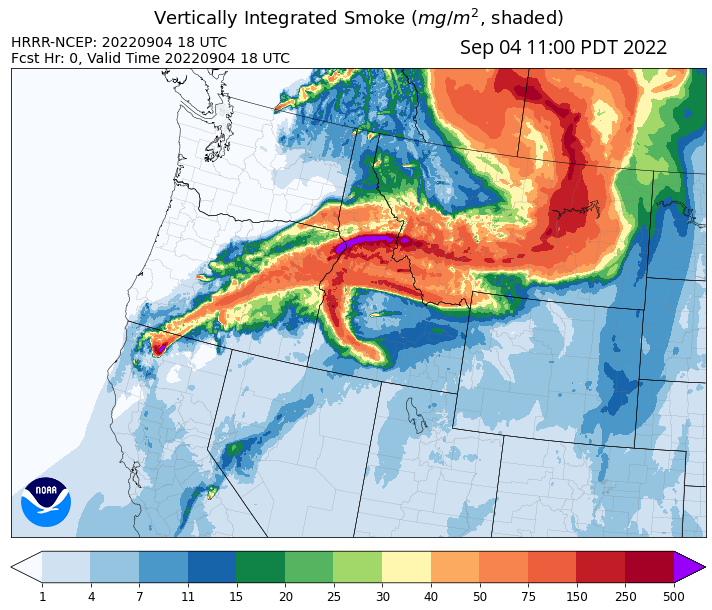 Vertically Integrated Smoke (mg/m², shaded)
HRRR-NCEP: 20220904 18 UTC
Sep 04 11:00 PDT 2022
Fcst Hr: 0, Valid Time 20220904 18 UTC
NOAA
1 4 7 11 15 20 25 30 40 50 75 150 250 500